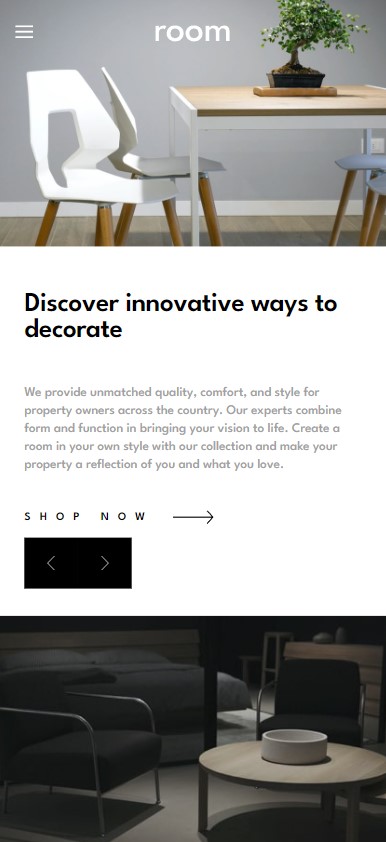 room
Discover innovative ways to
decorate
We provide unmatched quality, comfort, and style for
property owners across the country. Our experts combine
form and function in bringing your vision to life. Create a
room in your own style with our collection and make your
property a reflection of you and what you love.
SHOP NOW